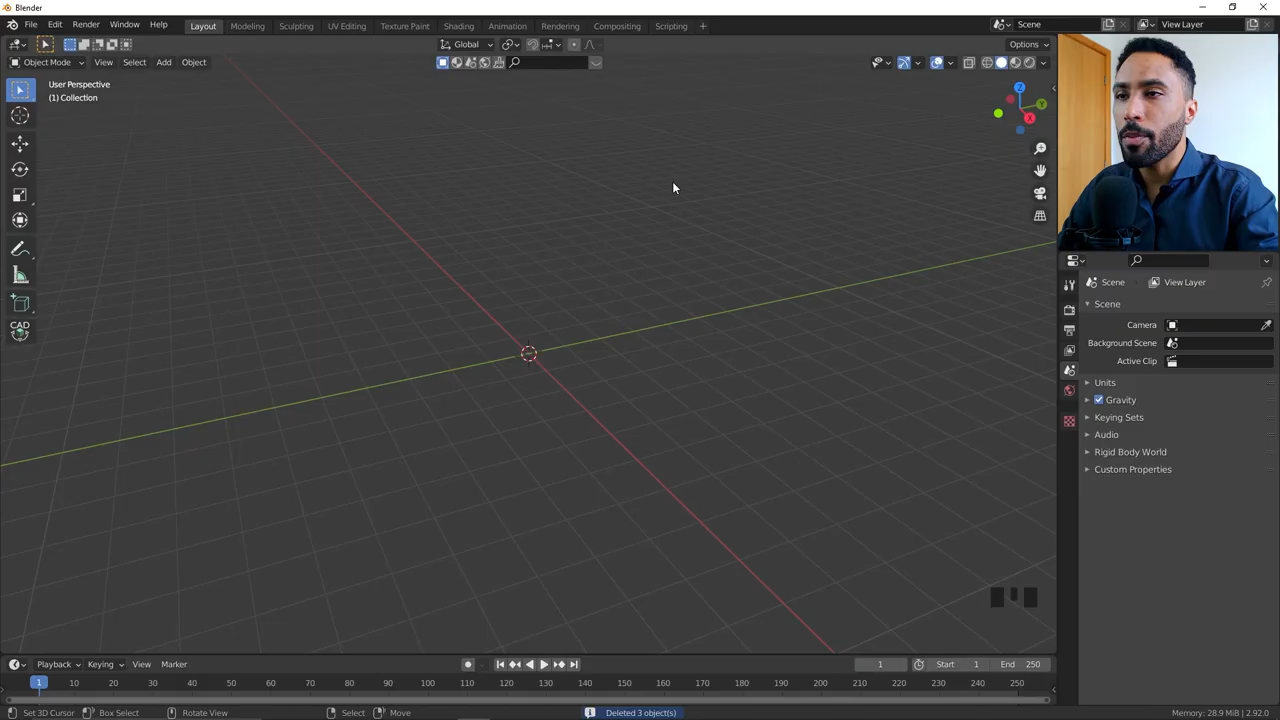 Blender
File Edit Render Window Help Layout Modeling Sculpting UV Editing Texture Paint Shading Animation Rendering Compositing Scripting + Scene View Layer
Global Options
Object Mode View Select Add Object
User Perspective
(1) Collection
Z
Y
X
CAD
Scene View Layer
Scene
Camera
Background Scene
Active Clip
Units
Gravity
Keying Sets
Audio
Rigid Body World
Custom Properties
Playback Keying View Marker 1 Start 1 End 250
1 10 20 30 40 50 60 70 80 90 100 110 120 130 140 150 160 170 180 190 200 210 220 230 240 250
Set 3D Cursor Box Select Rotate View Select Move Deleted 3 object(s) Memory: 28.9 MiB | 2.92.0